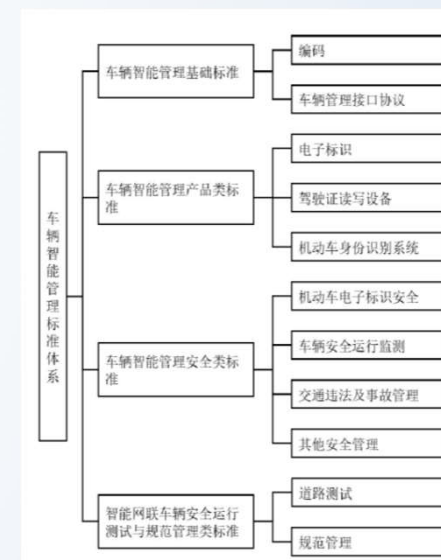 车辆智能管理标准体系
车辆智能管理基础标准
编码
车辆管理接口协议
车辆智能管理产品类标
准
电子标识
驾驶证读写设备
机动车身份识别系统
车辆智能管理安全类标
准
机动车电子标识安全
车辆安全运行监测
交通违法及事故管理
其他安全管理
智能网联车辆安全运行
测试与规范管理类标准
道路测试
规范管理